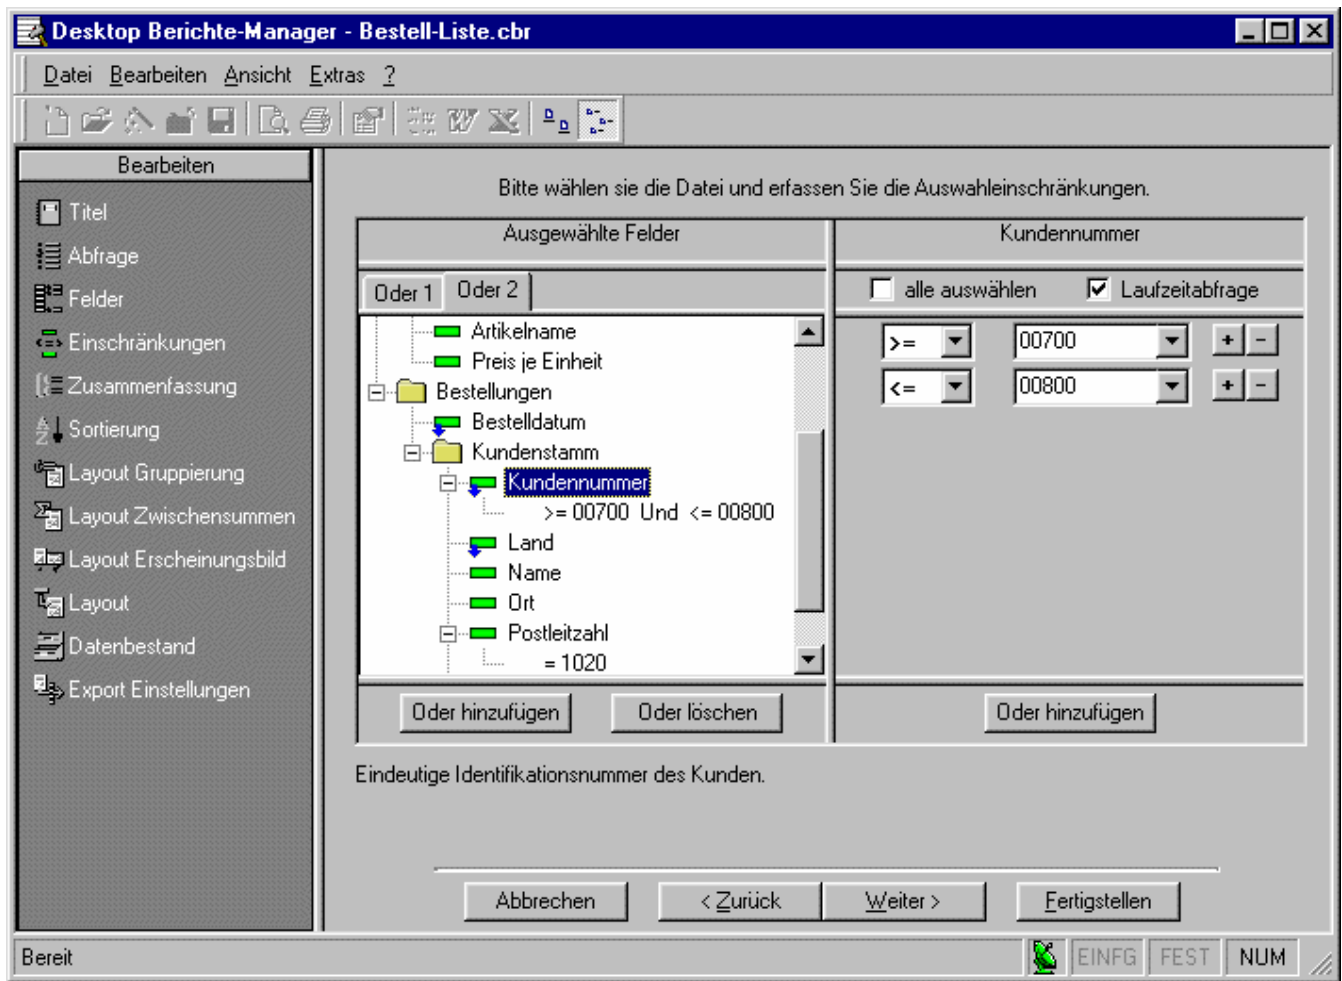 Desktop Berichte-Manager - Bestell-Liste.cbr
Datei Bearbeiten Ansicht Extras ?
Bearbeiten
Titel
Abfrage
Felder
Einschränkungen
Zusammenfassung
Sortierung
Layout Gruppierung
Layout Zwischensummen
Layout Erscheinungsbild
Layout
Datenbestand
Export Einstellungen
Bitte wählen sie die Datei und erfassen Sie die Auswahleinschränkungen.
Ausgewählte Felder
Oder 1 Oder 2
Artikelname
Preis je Einheit
Bestellungen
Bestelldatum
Kundenstamm
Kundennummer
>= 00700 Und <= 00800
Land
Name
Ort
Postleitzahl
= 1020
Oder hinzufügen Oder löschen
Kundennummer
alle auswählen Laufzeitabfrage
>= 00700 + -
<= 00800 + -
Oder hinzufügen
Eindeutige Identifikationsnummer des Kunden.
Abbrechen < Zurück Weiter > Fertigstellen
Bereit EINFG FEST NUM